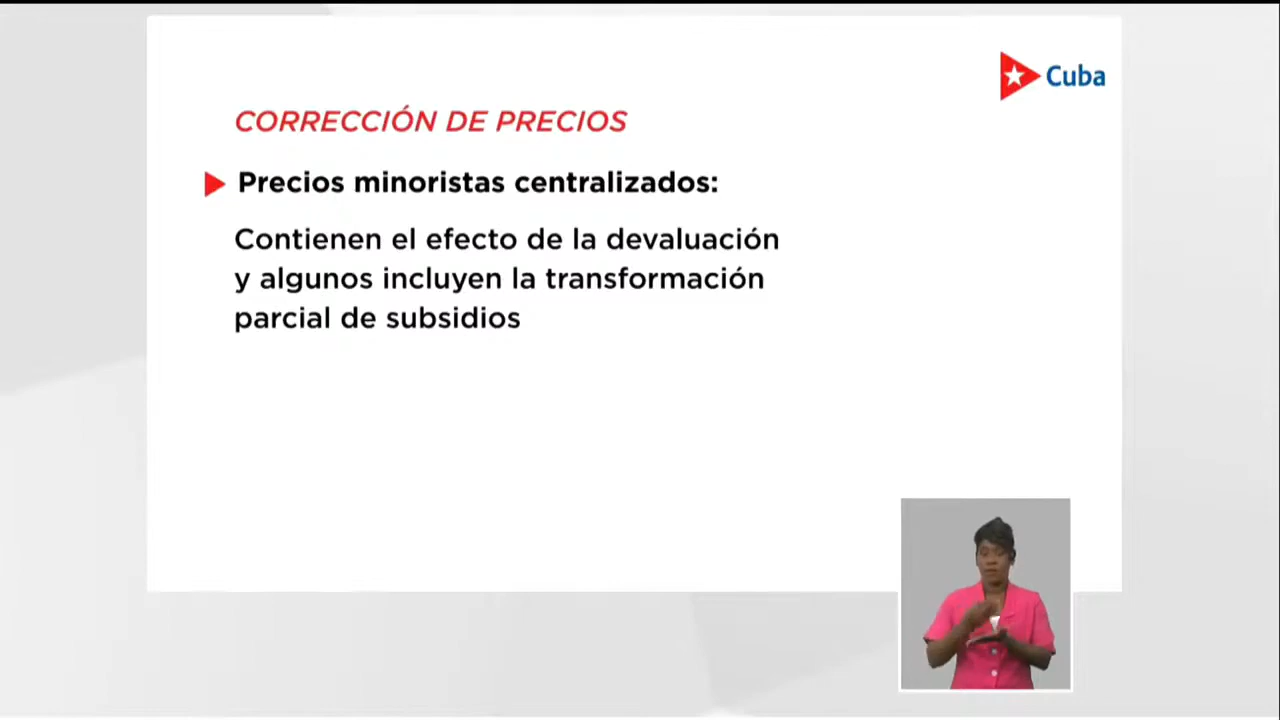 Cuba
CORRECCIÓN DE PRECIOS
Precios minoristas centralizados:
Contienen el efecto de la devaluación
y algunos incluyen la transformación
parcial de subsidios